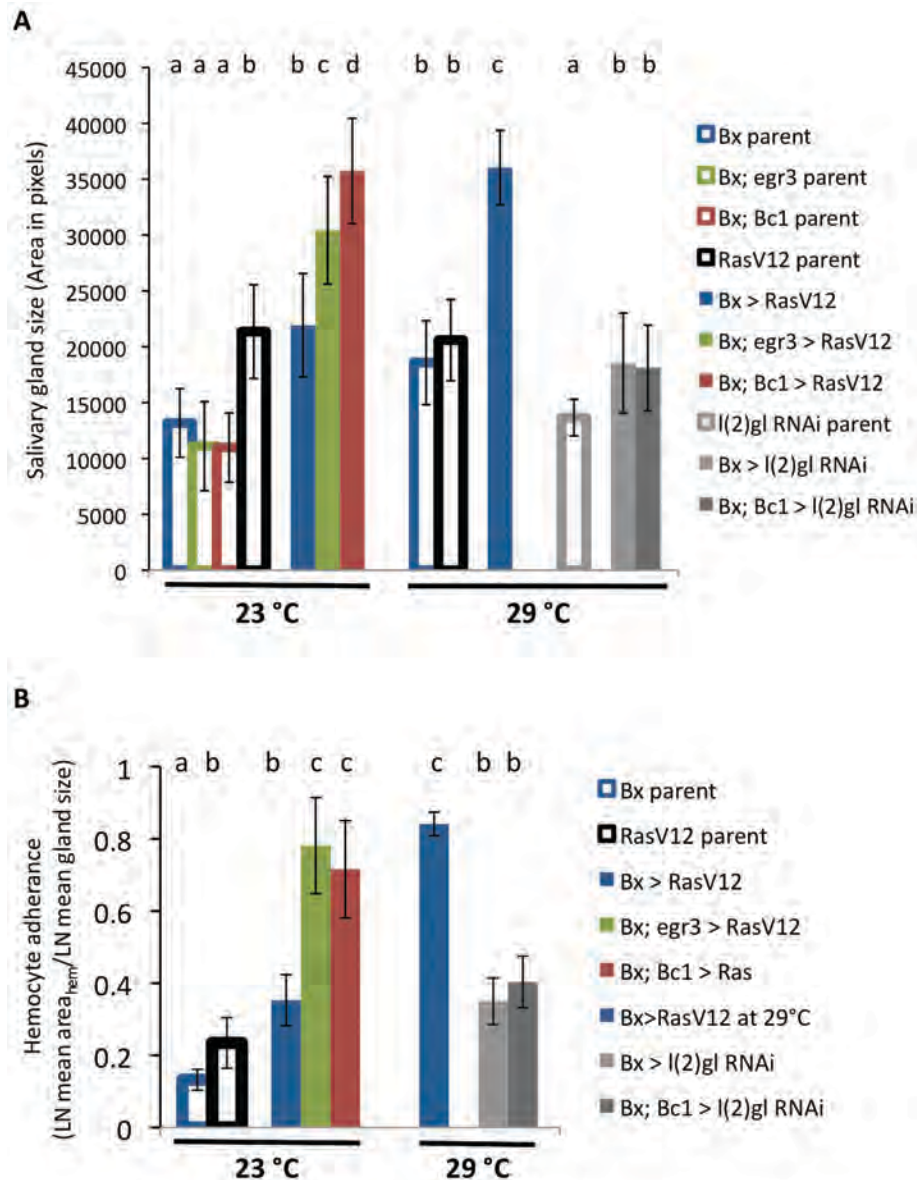 A
a a a b b c d b b c a b b
45000
40000
35000
30000
25000
20000
15000
10000
5000
0
Salivary gland size (Area in pixels)
23 °C
29 °C
Bx parent
Bx; egr3 parent
Bx; Bc1 parent
RasV12 parent
Bx > RasV12
Bx; egr3 > RasV12
Bx; Bc1 > RasV12
l(2)gl RNAi parent
Bx > l(2)gl RNAi
Bx; Bc1 > l(2)gl RNAi
B
a b b c c c b b
1
0.8
0.6
0.4
0.2
0
Hemocyte adherance
(LN mean area hem/LN mean gland size)
23 °C
29 °C
Bx parent
RasV12 parent
Bx > RasV12
Bx; egr3 > RasV12
Bx; Bc1 > Ras
Bx>RasV12 at 29°C
Bx > l(2)gl RNAi
Bx; Bc1 > l(2)gl RNAi